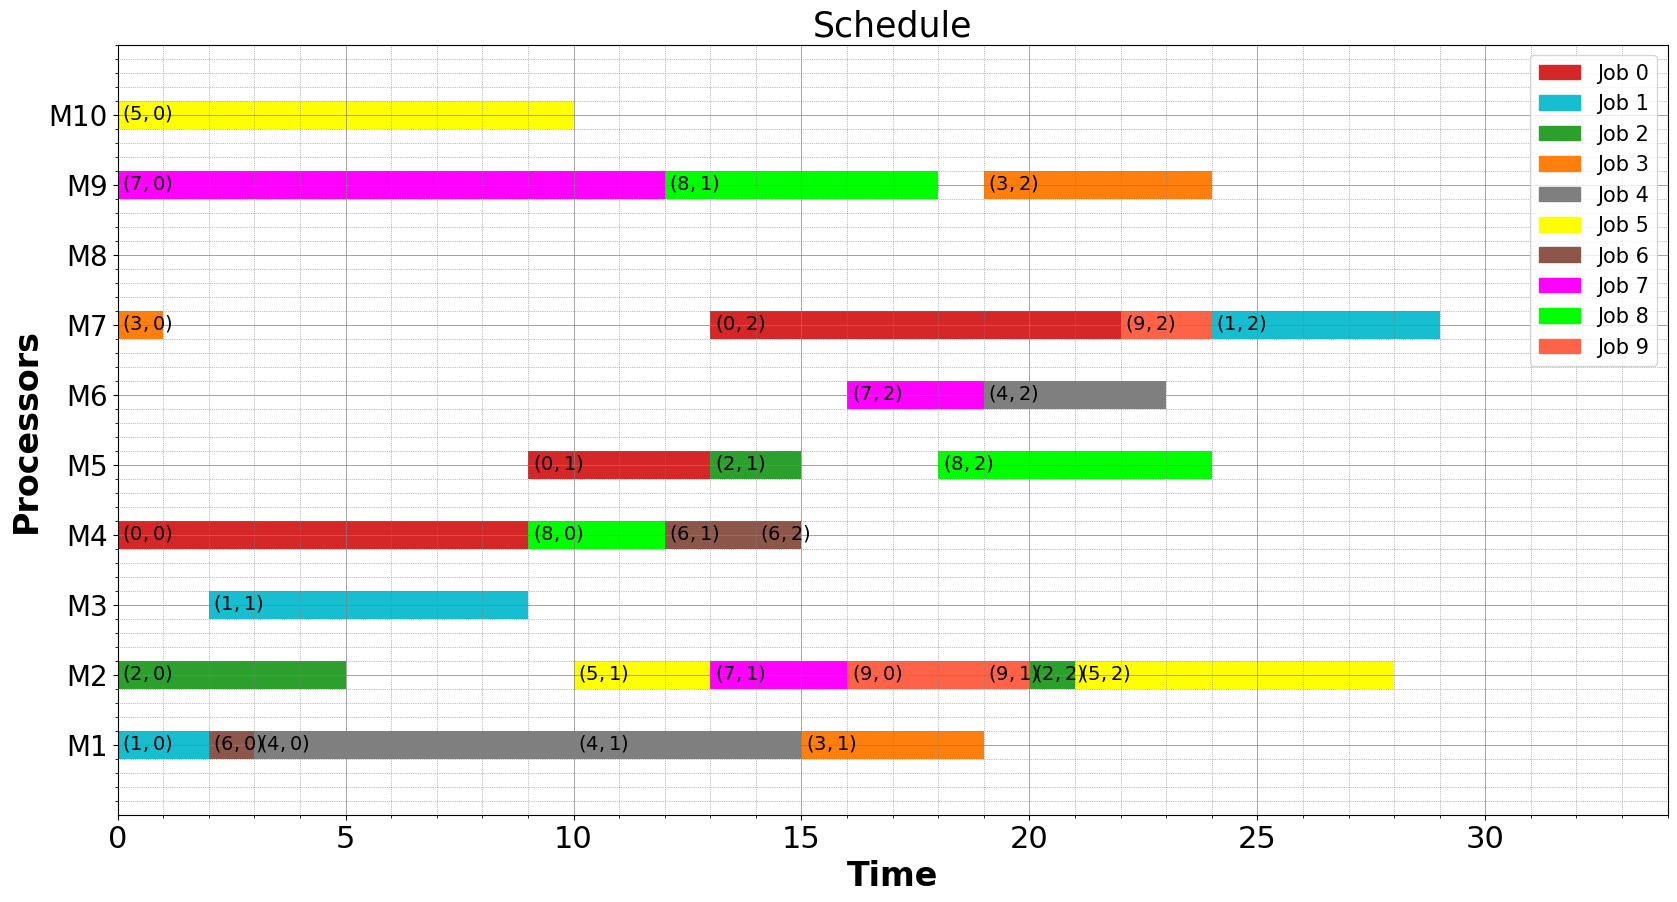 Schedule
M10 (5, 0)
M9 (7, 0) (8, 1) (3, 2)
M8
M7 (3, 0) (0, 2) (9, 2) (1, 2)
M6 (7, 2) (4, 2)
M5 (0, 1) (2, 1) (8, 2)
M4 (0, 0) (8, 0) (6, 1) (6, 2)
M3 (1, 1)
M2 (2, 0) (5, 1) (7, 1) (9, 0) (9, 1) (2, 2) (5, 2)
M1 (1, 0) (6, 0) (4, 0) (4, 1) (3, 1)
0 5 10 15 20 25 30
Time
Processors
Job 0
Job 1
Job 2
Job 3
Job 4
Job 5
Job 6
Job 7
Job 8
Job 9